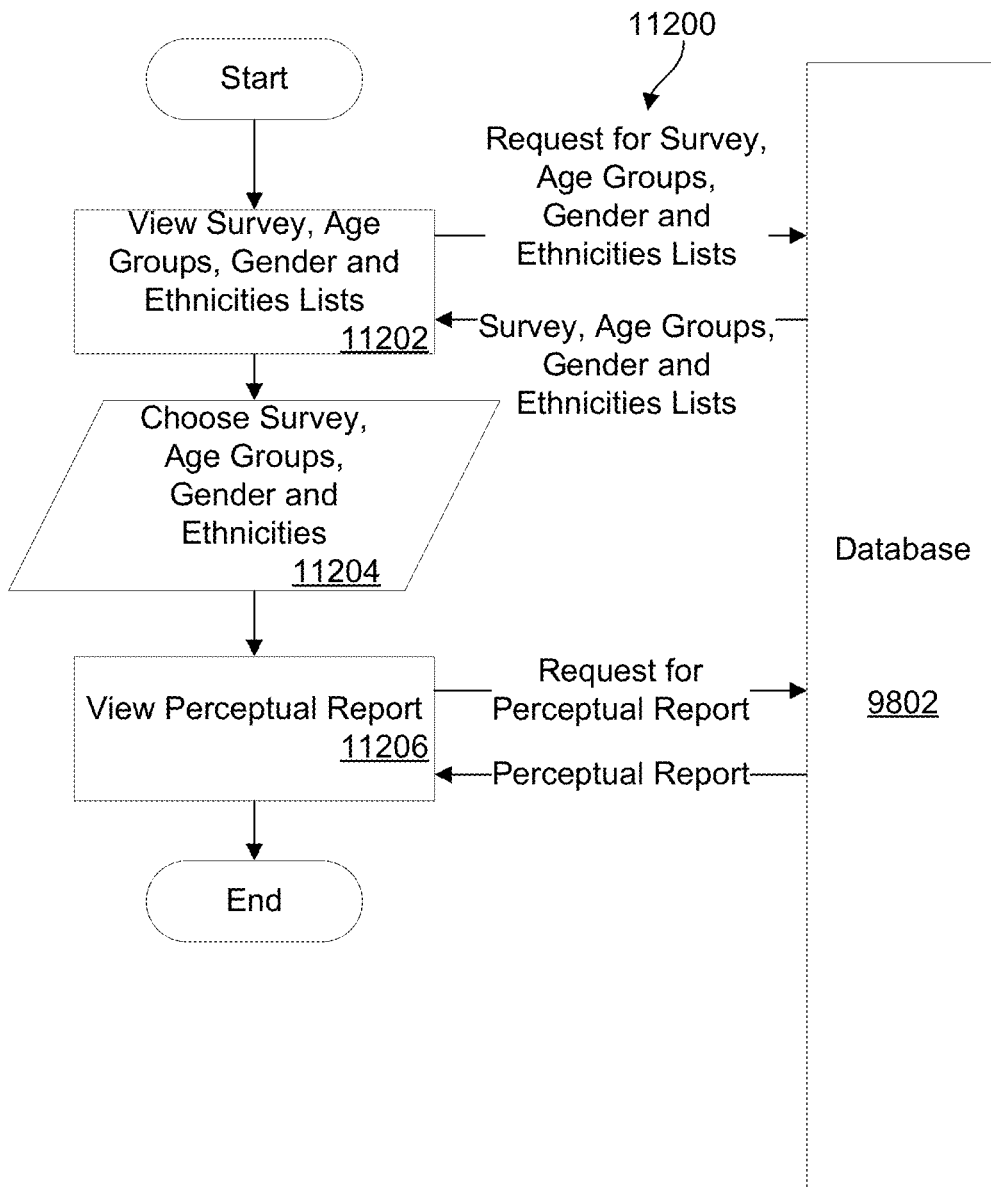 11200
Start
Request for Survey,
Age Groups,
Gender and
Ethnicities Lists
View Survey, Age
Groups, Gender and
Ethnicities Lists
11202
Survey, Age Groups,
Gender and
Ethnicities Lists
Choose Survey,
Age Groups,
Gender and
Ethnicities
11204
Database
9802
View Perceptual Report
11206
Request for
Perceptual Report
Perceptual Report
End